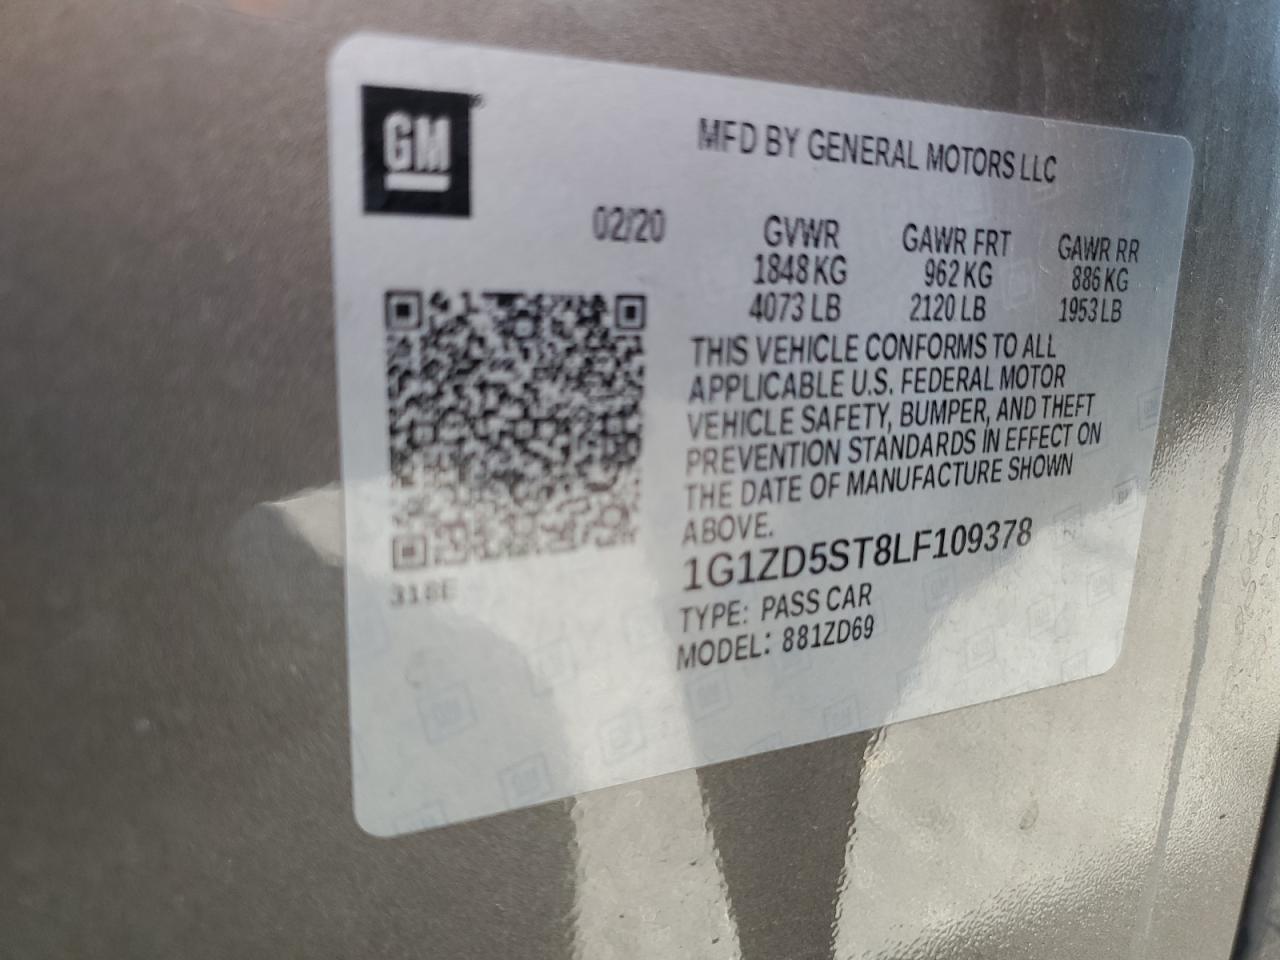 GM
MFD BY GENERAL MOTORS LLC
02/20 GVWR GAWR FRT GAWR RR
1848 KG 962 KG 886 KG
4073 LB 2120 LB 1953 LB
THIS VEHICLE CONFORMS TO ALL
APPLICABLE U.S. FEDERAL MOTOR
VEHICLE SAFETY, BUMPER, AND THEFT
PREVENTION STANDARDS IN EFFECT ON
THE DATE OF MANUFACTURE SHOWN
ABOVE.
1G1ZD5ST8LF109378
TYPE: PASS CAR
MODEL: 881ZD69